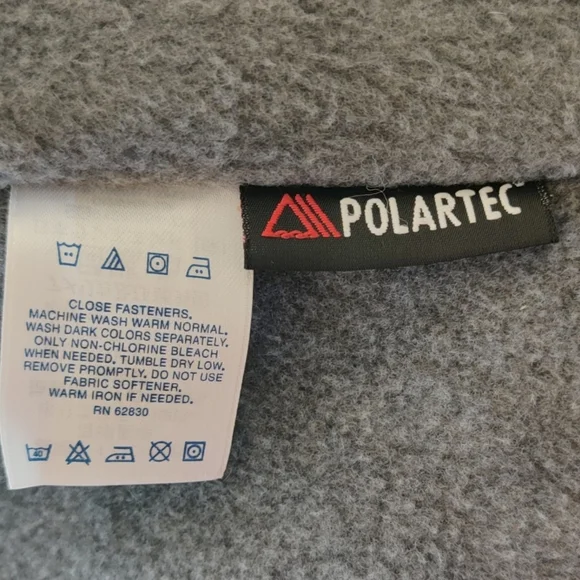 POLARTEC
CLOSE FASTENERS.
MACHINE WASH WARM NORMAL.
WASH DARK COLORS SEPARATELY.
ONLY NON-CHLORINE BLEACH
WHEN NEEDED. TUMBLE DRY LOW.
REMOVE PROMPTLY. DO NOT USE
FABRIC SOFTENER.
WARM IRON IF NEEDED.
RN 62830
40